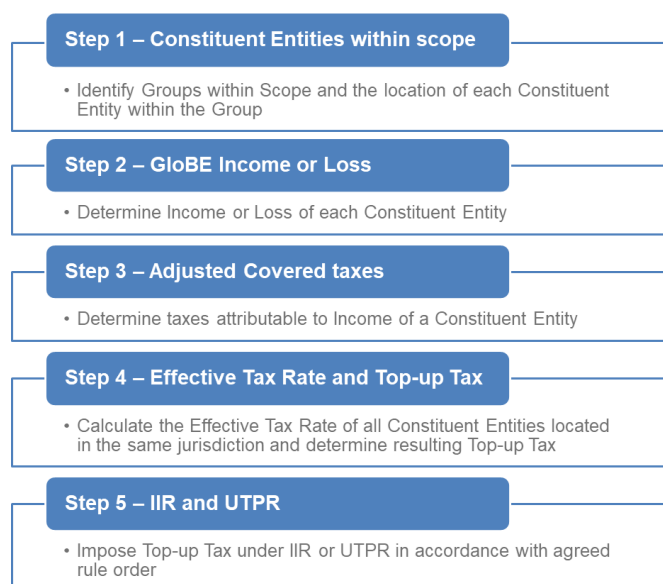 Step 1 – Constituent Entities within scope
• Identify Groups within Scope and the location of each Constituent
Entity within the Group
Step 2 – GloBE Income or Loss
• Determine Income or Loss of each Constituent Entity
Step 3 – Adjusted Covered taxes
• Determine taxes attributable to Income of a Constituent Entity
Step 4 – Effective Tax Rate and Top-up Tax
• Calculate the Effective Tax Rate of all Constituent Entities located
in the same jurisdiction and determine resulting Top-up Tax
Step 5 – IIR and UTPR
• Impose Top-up Tax under IIR or UTPR in accordance with agreed
rule order